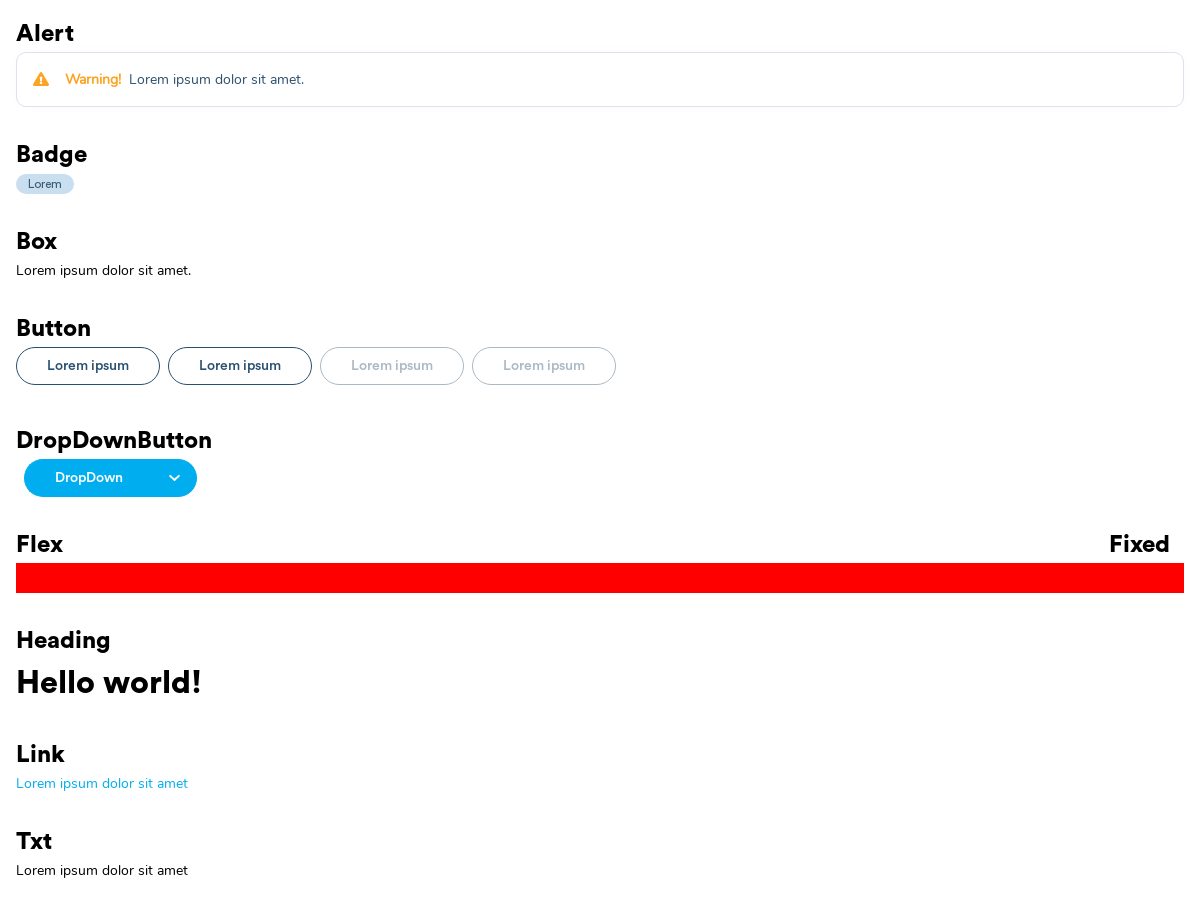 Alert
Warning! Lorem ipsum dolor sit amet.
Badge
Lorem
Box
Lorem ipsum dolor sit amet.
Button
Lorem ipsum Lorem ipsum Lorem ipsum Lorem ipsum
DropDownButton
DropDown
Flex Fixed
Heading
Hello world!
Link
Lorem ipsum dolor sit amet
Txt
Lorem ipsum dolor sit amet